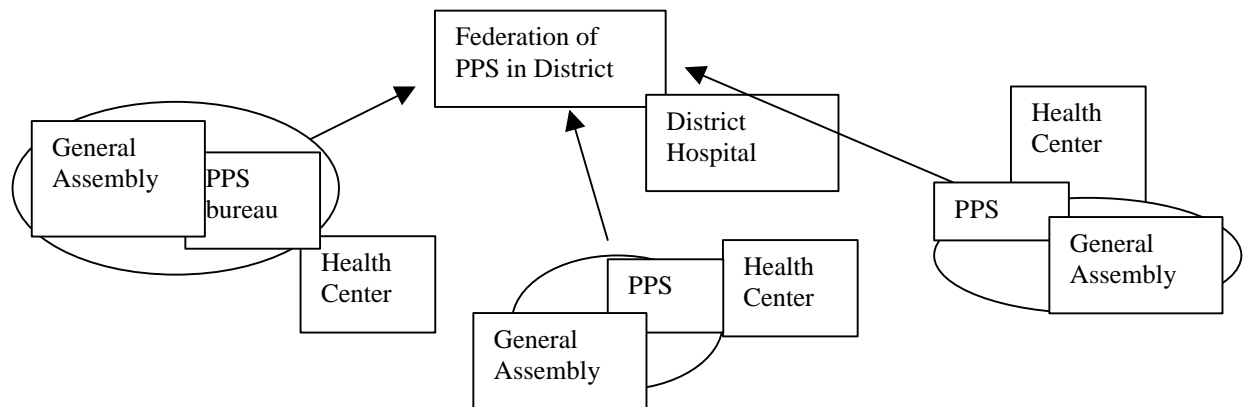 Federation of
PPS in District
District
Hospital
General
Assembly
PPS
bureau
Health
Center
PPS
Health
Center
General
Assembly
Health
Center
PPS
General
Assembly